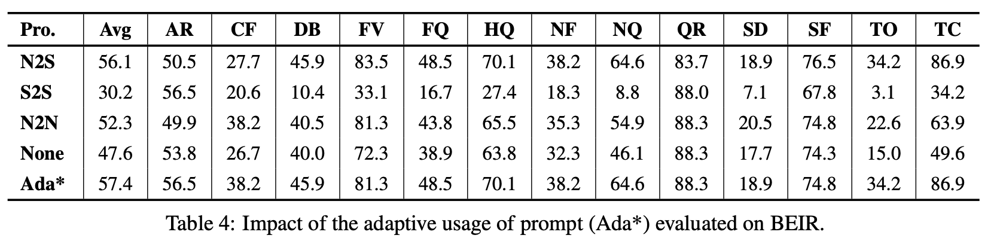 Pro. Avg AR CF DB FV FQ HQ NF NQ QR SD SF TO TC
N2S 56.1 50.5 27.7 45.9 83.5 48.5 70.1 38.2 64.6 83.7 18.9 76.5 34.2 86.9
S2S 30.2 56.5 20.6 10.4 33.1 16.7 27.4 18.3 8.8 88.0 7.1 67.8 3.1 34.2
N2N 52.3 49.9 38.2 40.5 81.3 43.8 65.5 35.3 54.9 88.3 20.5 74.8 22.6 63.9
None 47.6 53.8 26.7 40.0 72.3 38.9 63.8 32.3 46.1 88.3 17.7 74.3 15.0 49.6
Ada* 57.4 56.5 38.2 45.9 81.3 48.5 70.1 38.2 64.6 88.3 18.9 74.8 34.2 86.9
Table 4: Impact of the adaptive usage of prompt (Ada*) evaluated on BEIR.